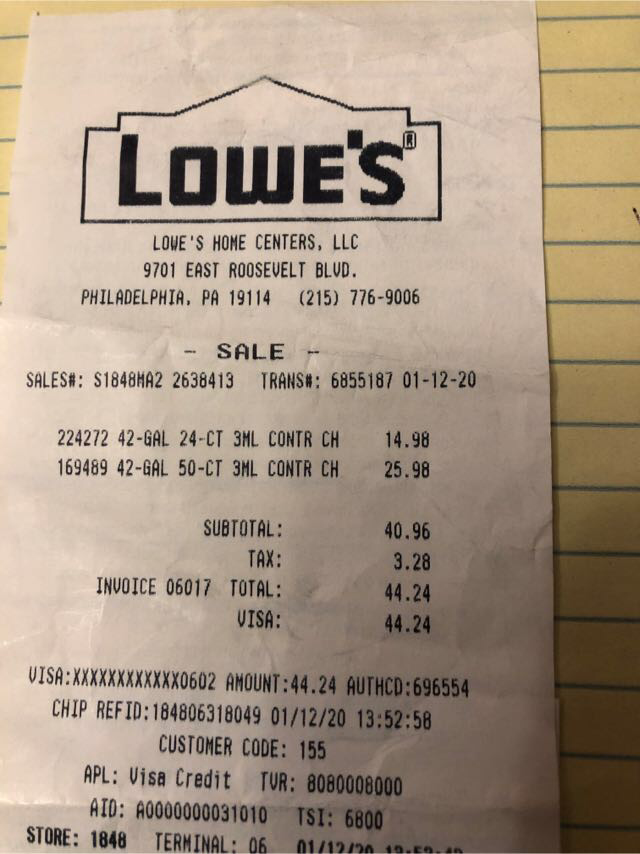 LOWE'S®
LOWE'S HOME CENTERS, LLC
9701 EAST ROOSEVELT BLVD.
PHILADELPHIA, PA 19114 (215) 776-9006
- SALE -
SALES#: S1848MA2 2638413 TRANS#: 6855187 01-12-20
224272 42-GAL 24-CT 3ML CONTR CH 14.98
169489 42-GAL 50-CT 3ML CONTR CH 25.98
SUBTOTAL: 40.96
TAX: 3.28
INVOICE 06017 TOTAL: 44.24
VISA: 44.24
VISA:XXXXXXXXXXXX0602 AMOUNT:44.24 AUTHCD:696554
CHIP REFID:184806318049 01/12/20 13:52:58
CUSTOMER CODE: 155
APL: Visa Credit TVR: 8080008000
AID: A0000000031010 TSI: 6800
STORE: 1848 TERMINAL: 06 01/12/20